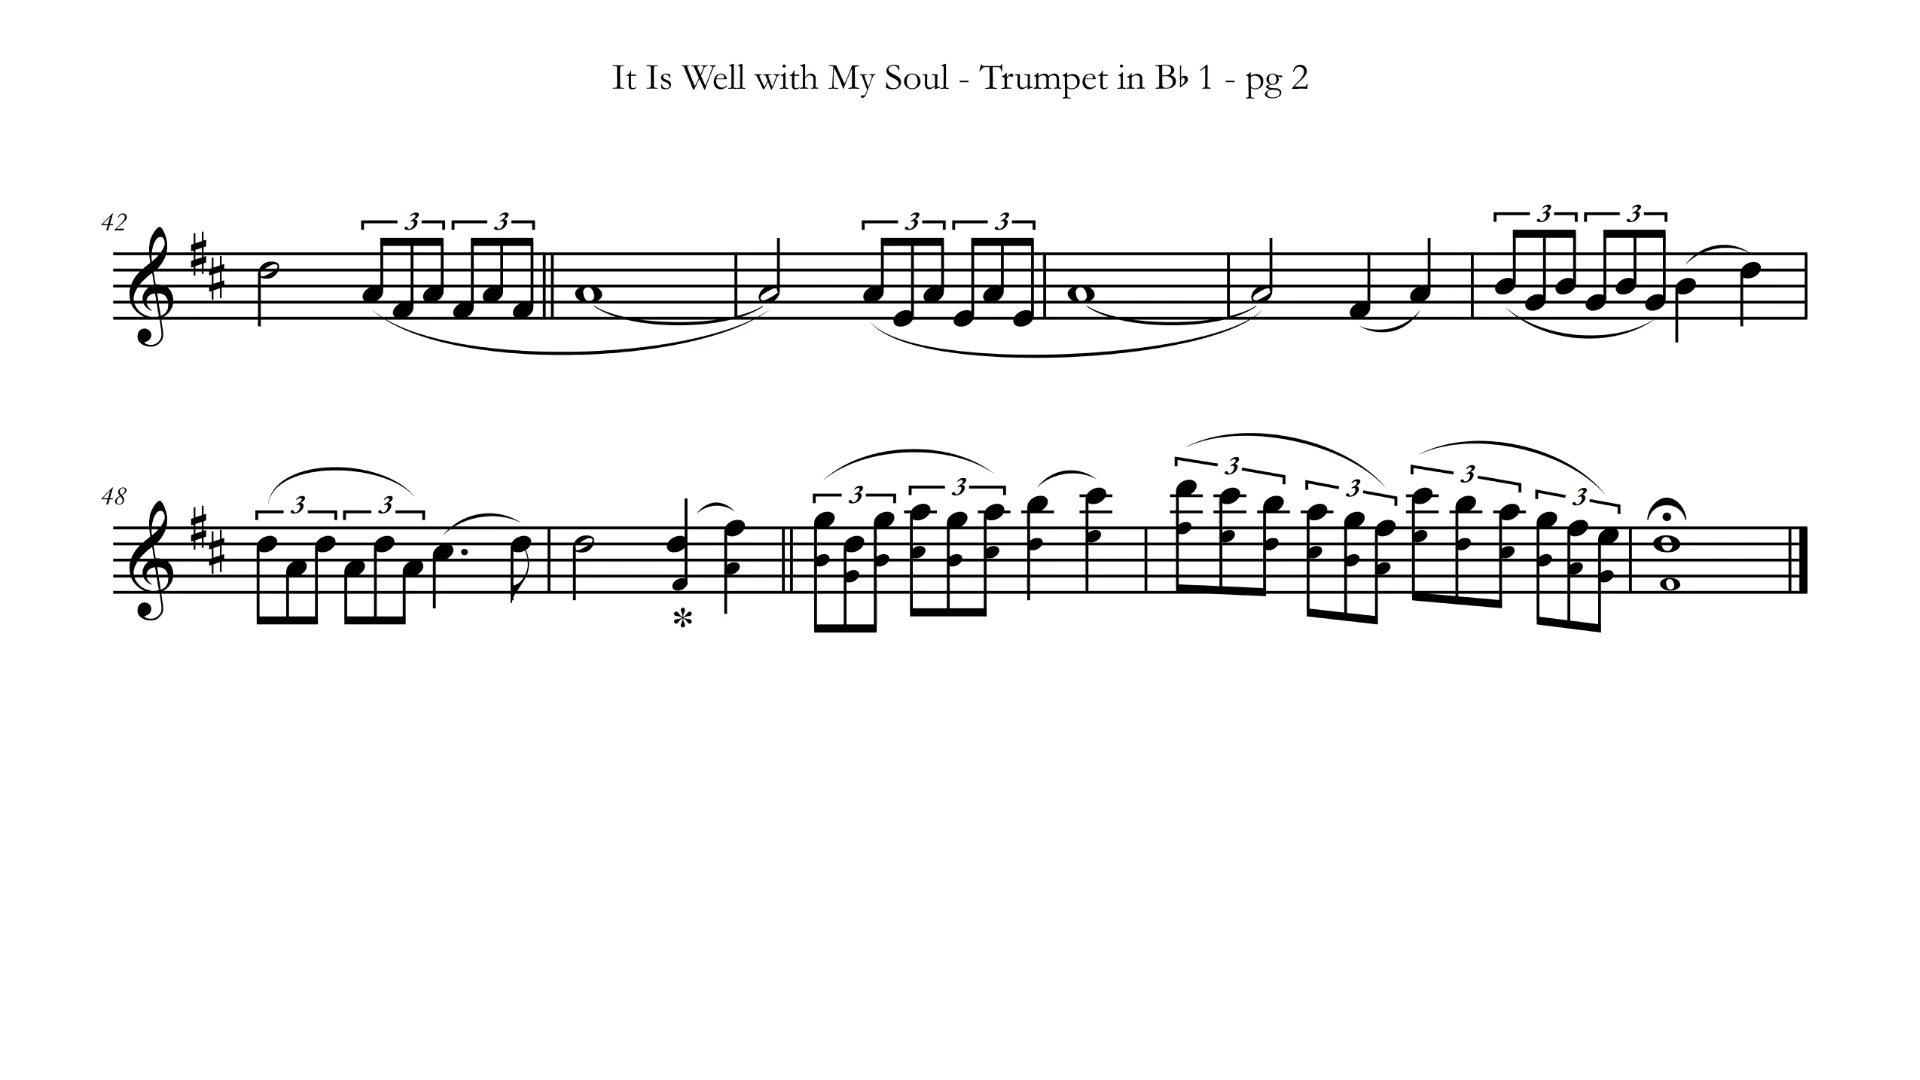 It Is Well with My Soul - Trumpet in B♭ 1 - pg 2
42
3 3 3 3 3 3
48
3 3 3 3 3 3 3 3
*